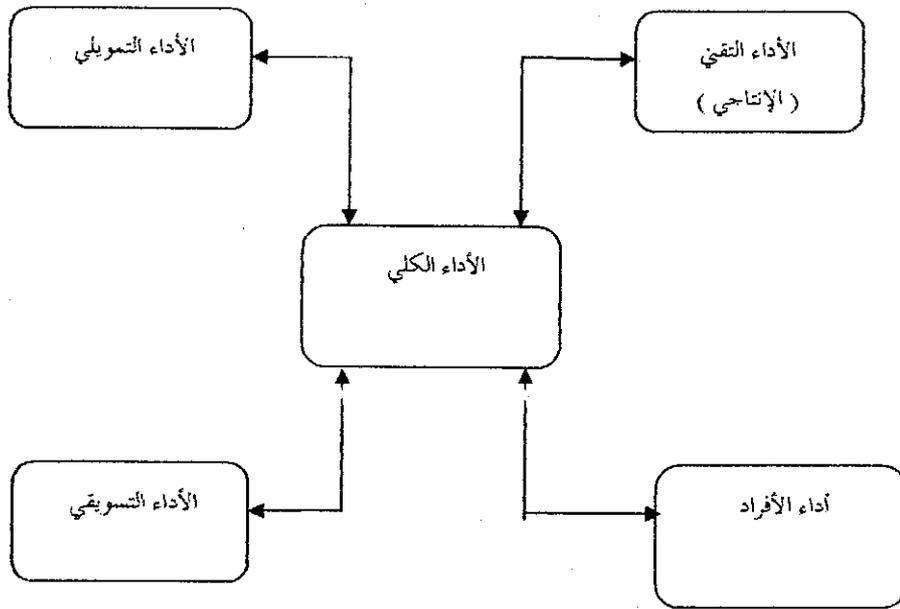 الأداء التقني
( الإنتاجي )
الأداء التمويلي
الأداء الكلي
أداء الأفراد
الأداء التسويقي